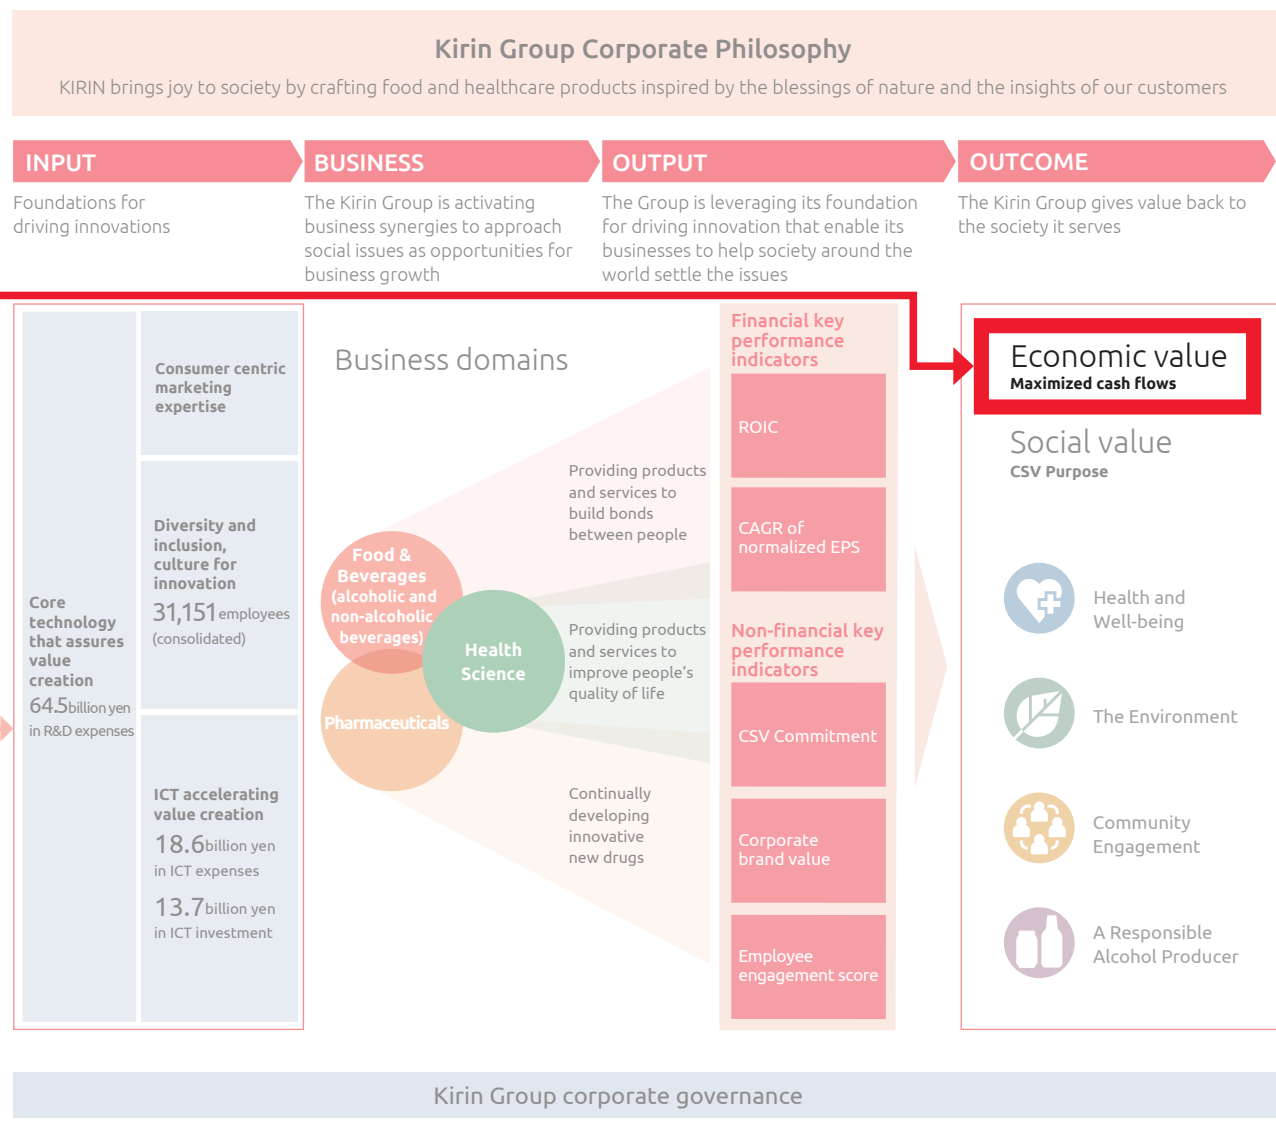 Kirin Group Corporate Philosophy
KIRIN brings joy to society by crafting food and healthcare products inspired by the blessings of nature and the insights of our customers
INPUT
Foundations for
driving innovations
BUSINESS
The Kirin Group is activating
business synergies to approach
social issues as opportunities for
business growth
OUTPUT
The Group is leveraging its foundation
for driving innovation that enable its
businesses to help society around the
world settle the issues
OUTCOME
The Kirin Group gives value back to
the society it serves
Core
technology
that assures
value
creation
64.5 billion yen
in R&D expenses
Consumer centric
marketing
expertise
Diversity and
inclusion,
culture for
innovation
31,151 employees
(consolidated)
ICT accelerating
value creation
18.6 billion yen
in ICT expenses
13.7 billion yen
in ICT investment
Business domains
Food &
Beverages
(alcoholic and
non-alcoholic
beverages)
Health
Science
Pharmaceuticals
Providing products
and services to
build bonds
between people
Providing products
and services to
improve people's
quality of life
Continually
developing
innovative
new drugs
Financial key
performance
indicators
ROIC
CAGR of
normalized EPS
Non-financial key
performance
indicators
CSV Commitment
Corporate
brand value
Employee
engagement score
Economic value
Maximized cash flows
Social value
CSV Purpose
Health and
Well-being
The Environment
Community
Engagement
A Responsible
Alcohol Producer
Kirin Group corporate governance